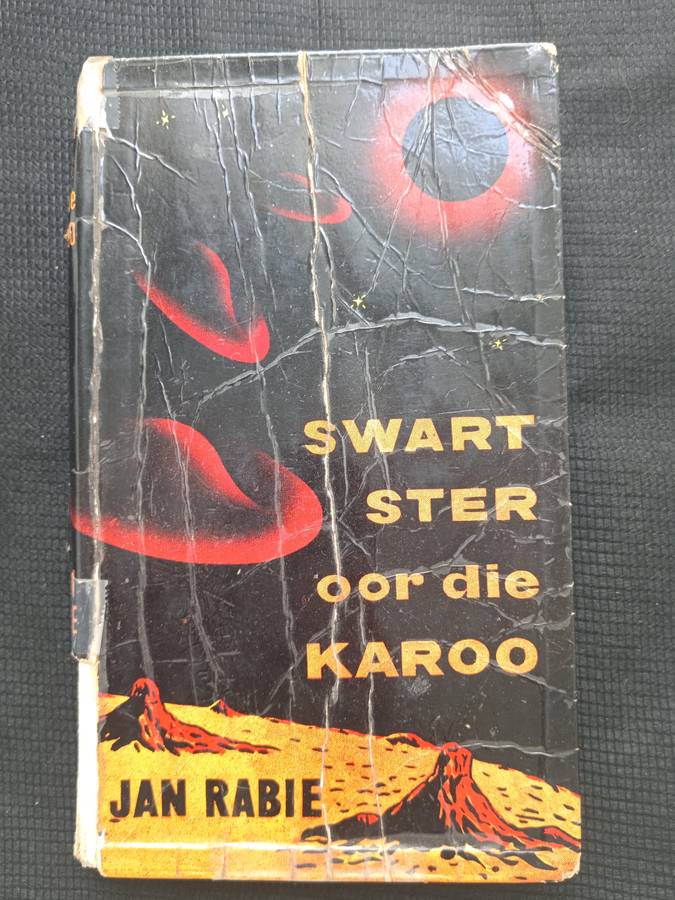 SWART
STER
oor die
KAROO
JAN RABIE